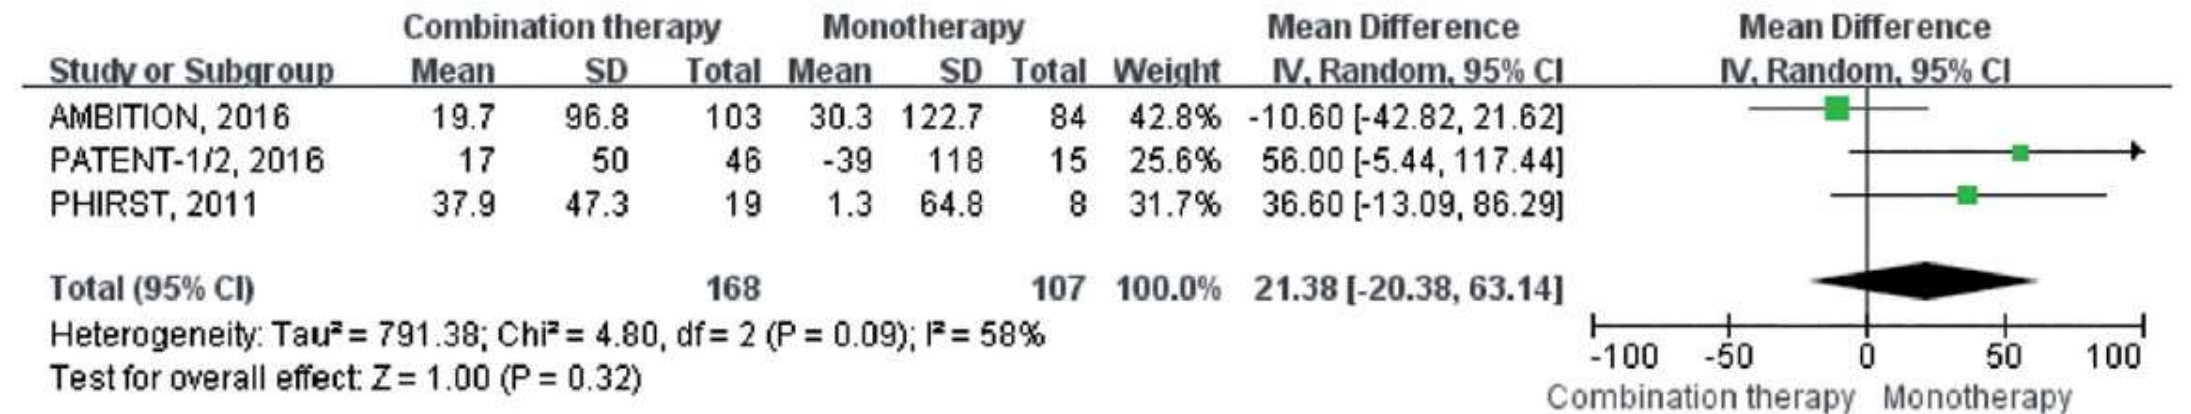 Combination therapy Monotherapy Mean Difference Mean Difference
Study or Subgroup Mean SD Total Mean SD Total Weight IV, Random, 95% CI IV, Random, 95% CI
AMBITION, 2016 19.7 96.8 103 30.3 122.7 84 42.8% -10.60 [-42.82, 21.62]
PATENT-1/2, 2016 17 50 46 -39 118 15 25.6% 56.00 [-5.44, 117.44]
PHIRST, 2011 37.9 47.3 19 1.3 64.8 8 31.7% 36.60 [-13.09, 86.29]
Total (95% CI) 168 107 100.0% 21.38 [-20.38, 63.14]
Heterogeneity: Tau² = 791.38; Chi² = 4.80, df = 2 (P = 0.09); I² = 58%
Test for overall effect: Z = 1.00 (P = 0.32)
-100 -50 0 50 100
Combination therapy Monotherapy